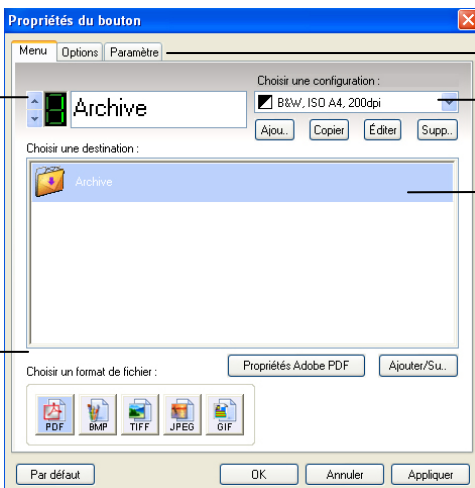 Propriétés du bouton
Menu Options Paramètre
Choisir une configuration :
Archive
B&W, ISO A4, 200dpi
Ajou.. Copier Éditer Supp..
Choisir une destination :
Archive
Propriétés Adobe PDF Ajouter/Su..
Choisir un format de fichier :
PDF BMP TIFF JPEG GIF
Par défaut OK Annuler Appliquer